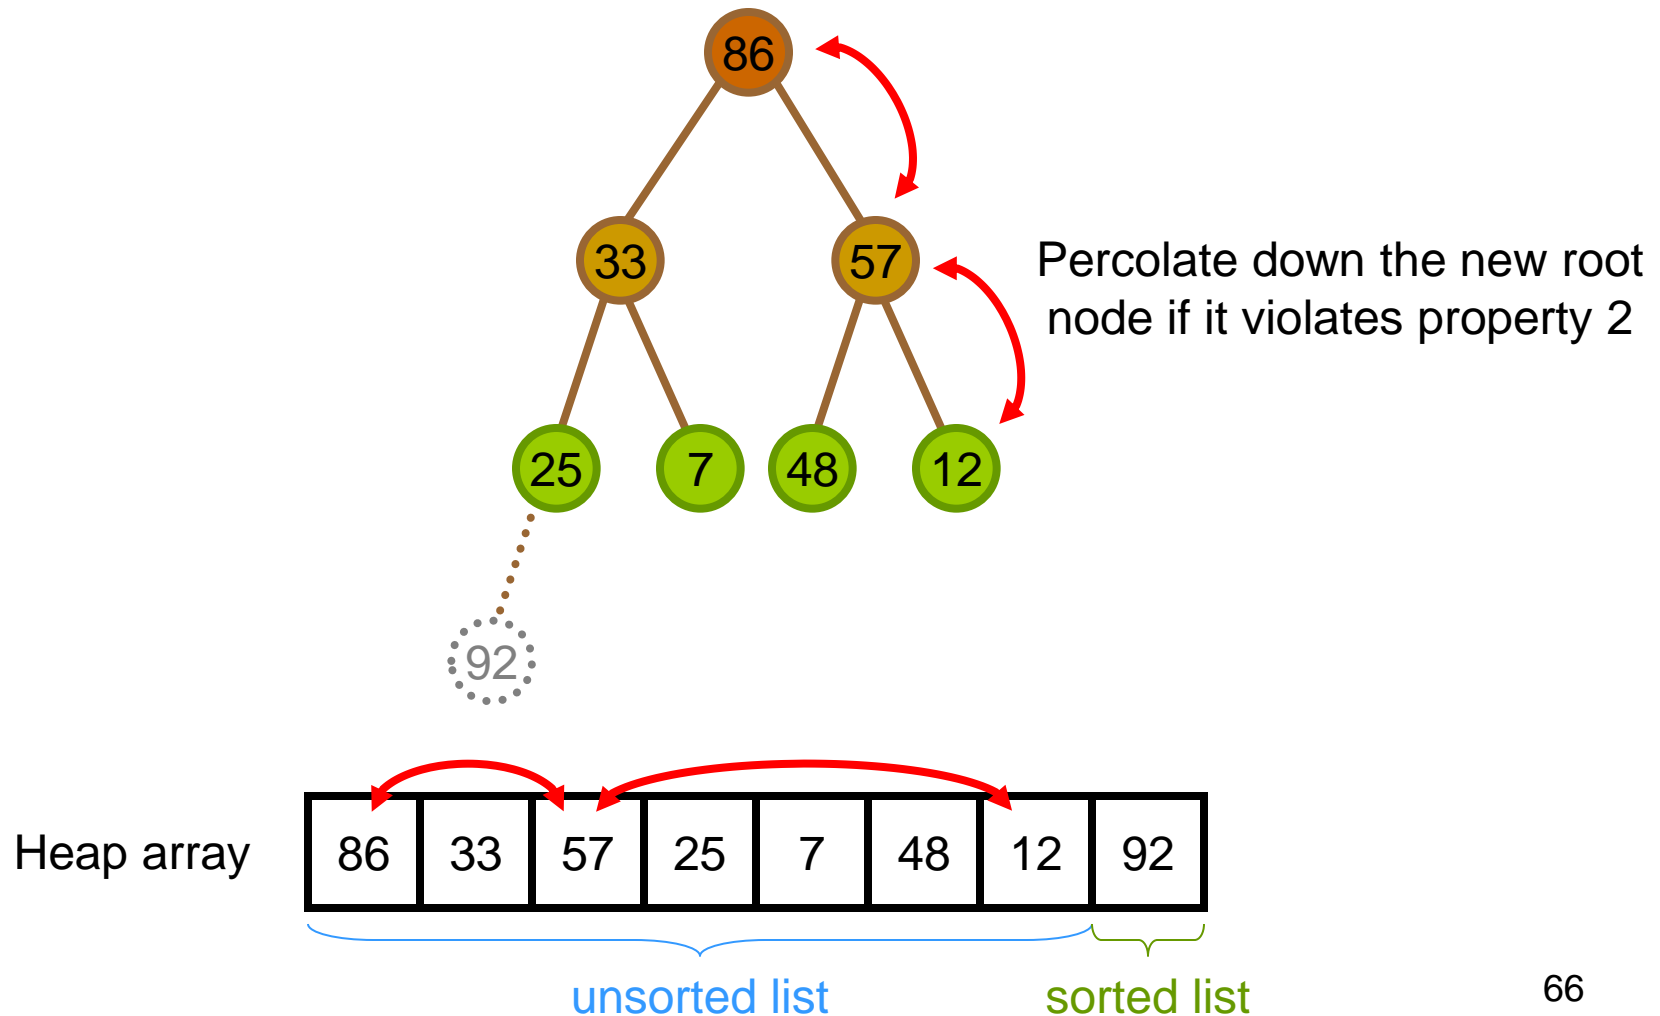 86
33
57
Percolate down the new root
node if it violates property 2
25
7
48
12
92
Heap array
86 33 57 25 7 48 12 92
unsorted list
sorted list
66